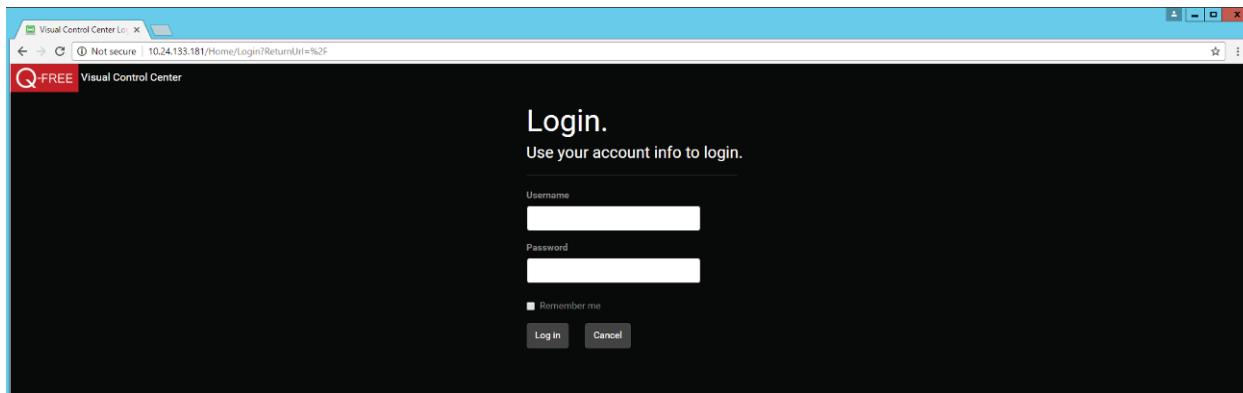 Visual Control Center Lo
Not secure | 10.24.133.181/Home/Login?ReturnUrl=%2F
Q-FREE Visual Control Center
Login.
Use your account info to login.
Username
Password
Remember me
Log in Cancel